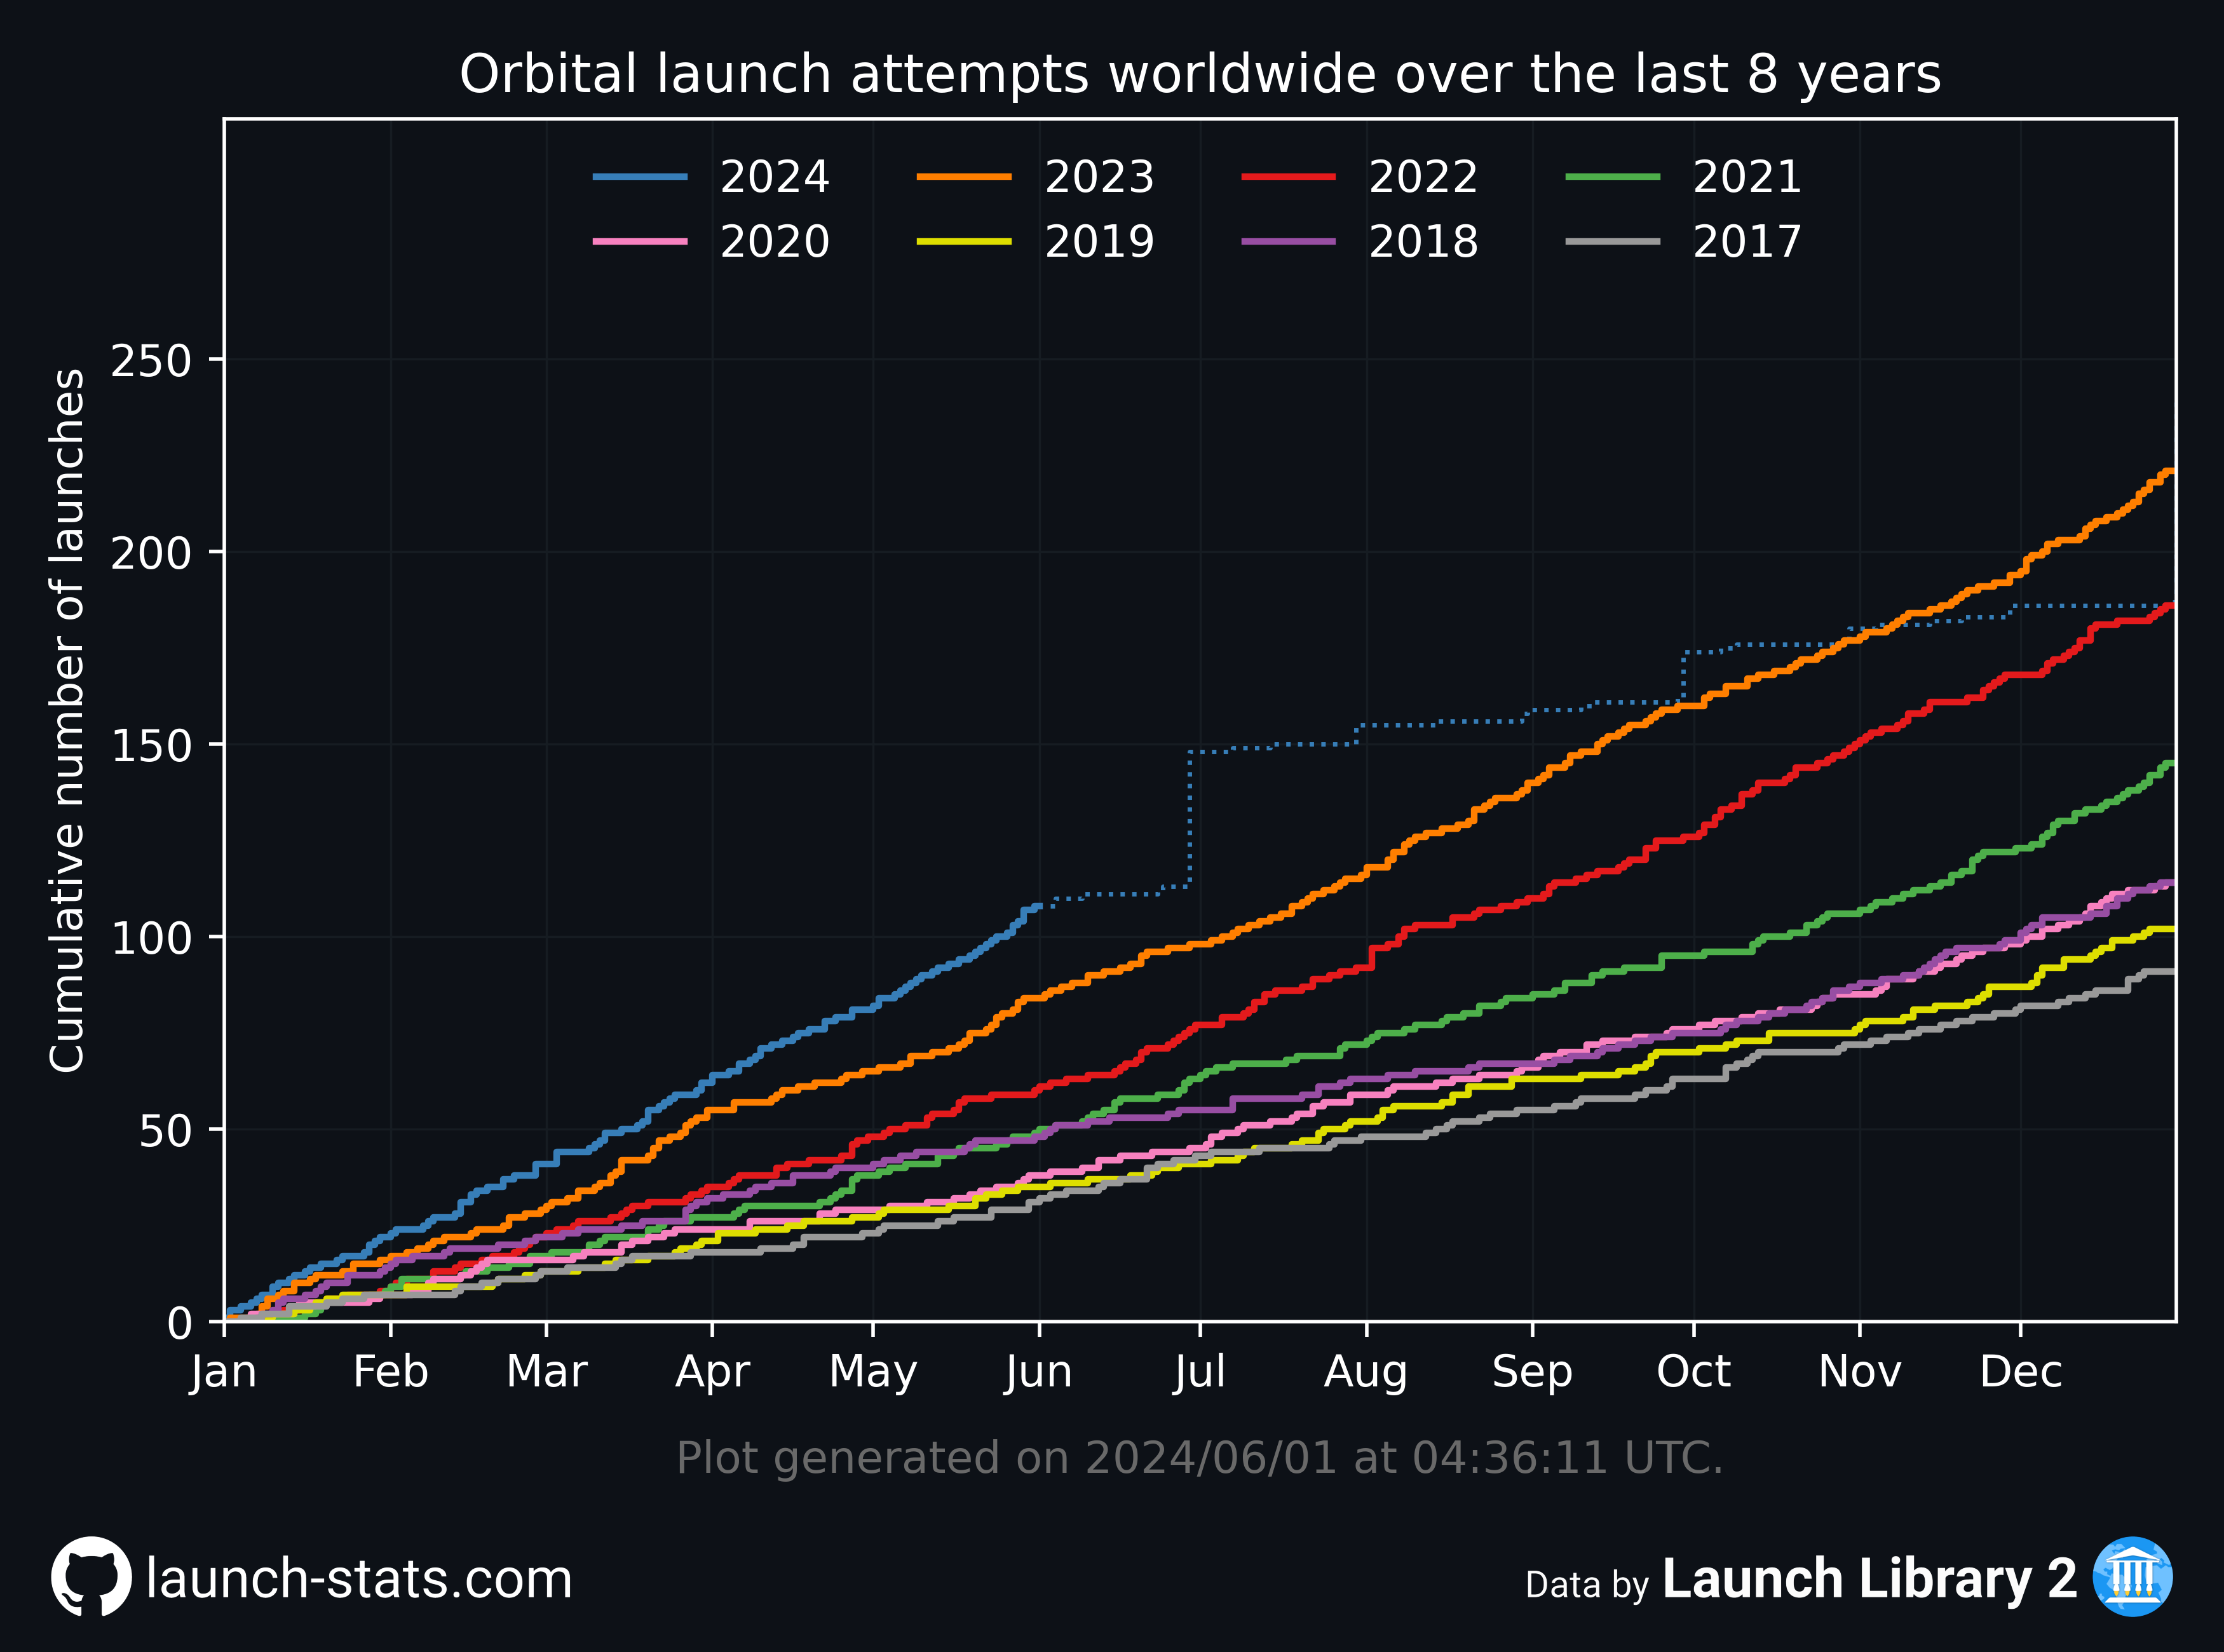 Orbital launch attempts worldwide over the last 8 years
2024 2023 2022 2021
2020 2019 2018 2017
Cumulative number of launches
250
200
150
100
50
0
Jan Feb Mar Apr May Jun Jul Aug Sep Oct Nov Dec
Plot generated on 2024/06/01 at 04:36:11 UTC.
launch-stats.com
Data by Launch Library 2